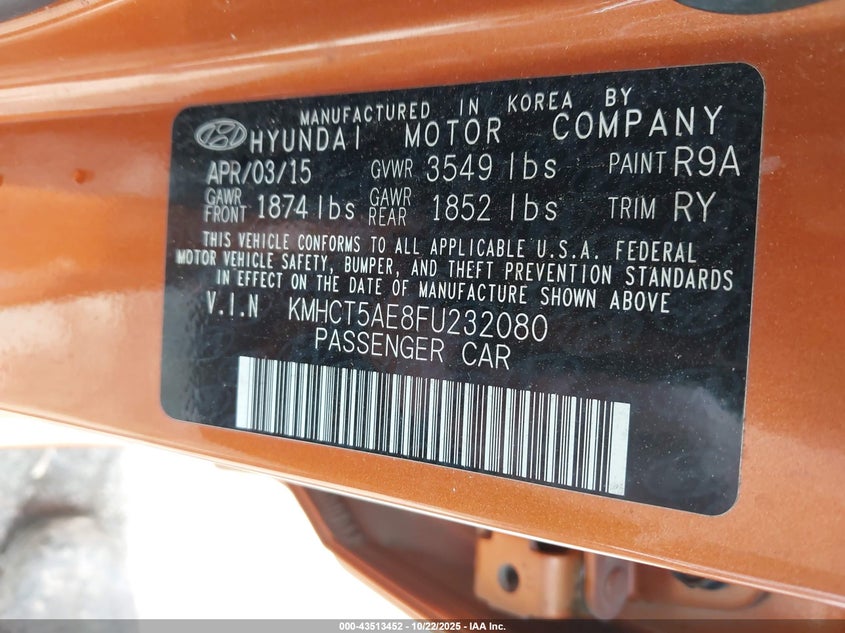 MANUFACTURED IN KOREA BY
HYUNDAI MOTOR COMPANY
APR/03/15 GVWR 3549 lbs PAINT R9A
GAWR FRONT 1874 lbs GAWR REAR 1852 lbs TRIM RY
THIS VEHICLE CONFORMS TO ALL APPLICABLE U.S.A. FEDERAL
MOTOR VEHICLE SAFETY, BUMPER, AND THEFT PREVENTION STANDARDS
IN EFFECT ON THE DATE OF MANUFACTURE SHOWN ABOVE
V.I.N KMHCT5AE8FU232080
PASSENGER CAR
000-43513452 | 10/22/2025 - IAA Inc.